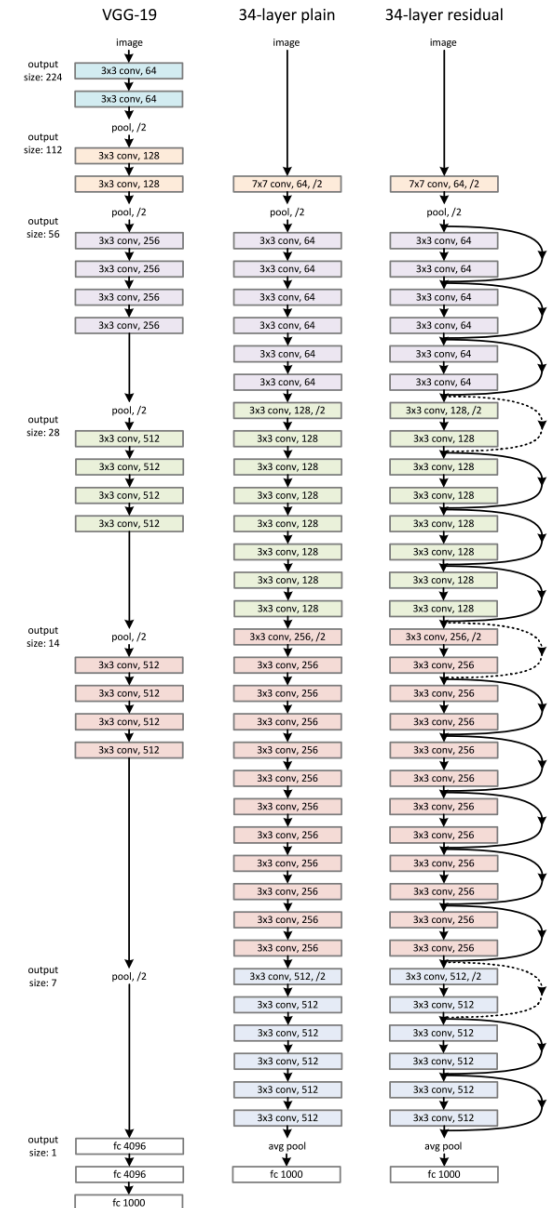 VGG-19
34-layer plain
34-layer residual
output
size: 224
output
size: 112
output
size: 56
output
size: 28
output
size: 14
output
size: 7
output
size: 1
image
3x3 conv, 64
3x3 conv, 64
pool, /2
3x3 conv, 128
3x3 conv, 128
pool, /2
3x3 conv, 256
3x3 conv, 256
3x3 conv, 256
3x3 conv, 256
pool, /2
3x3 conv, 512
3x3 conv, 512
3x3 conv, 512
3x3 conv, 512
pool, /2
3x3 conv, 512
3x3 conv, 512
3x3 conv, 512
3x3 conv, 512
pool, /2
fc 4096
fc 4096
fc 1000
image
7x7 conv, 64, /2
pool, /2
3x3 conv, 64
3x3 conv, 64
3x3 conv, 64
3x3 conv, 64
3x3 conv, 64
3x3 conv, 64
3x3 conv, 128, /2
3x3 conv, 128
3x3 conv, 128
3x3 conv, 128
3x3 conv, 128
3x3 conv, 128
3x3 conv, 128
3x3 conv, 128
3x3 conv, 256, /2
3x3 conv, 256
3x3 conv, 256
3x3 conv, 256
3x3 conv, 256
3x3 conv, 256
3x3 conv, 256
3x3 conv, 256
3x3 conv, 256
3x3 conv, 256
3x3 conv, 256
3x3 conv, 256
3x3 conv, 512, /2
3x3 conv, 512
3x3 conv, 512
3x3 conv, 512
3x3 conv, 512
3x3 conv, 512
avg pool
fc 1000
image
7x7 conv, 64, /2
pool, /2
3x3 conv, 64
3x3 conv, 64
3x3 conv, 64
3x3 conv, 64
3x3 conv, 64
3x3 conv, 64
3x3 conv, 128, /2
3x3 conv, 128
3x3 conv, 128
3x3 conv, 128
3x3 conv, 128
3x3 conv, 128
3x3 conv, 128
3x3 conv, 128
3x3 conv, 256, /2
3x3 conv, 256
3x3 conv, 256
3x3 conv, 256
3x3 conv, 256
3x3 conv, 256
3x3 conv, 256
3x3 conv, 256
3x3 conv, 256
3x3 conv, 256
3x3 conv, 256
3x3 conv, 256
3x3 conv, 512, /2
3x3 conv, 512
3x3 conv, 512
3x3 conv, 512
3x3 conv, 512
3x3 conv, 512
avg pool
fc 1000